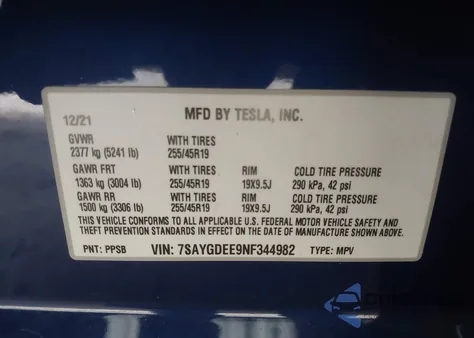 12/21 MFD BY TESLA, INC.
GVWR WITH TIRES
2377 kg (5241 lb) 255/45R19
GAWR FRT WITH TIRES RIM COLD TIRE PRESSURE
1363 kg (3004 lb) 255/45R19 19X9.5J 290 kPa, 42 psi
GAWR RR WITH TIRES RIM COLD TIRE PRESSURE
1500 kg (3306 lb) 255/45R19 19X9.5J 290 kPa, 42 psi
THIS VEHICLE CONFORMS TO ALL APPLICABLE U.S. FEDERAL MOTOR VEHICLE SAFETY AND
THEFT PREVENTION STANDARDS IN EFFECT ON THE DATE OF MANUFACTURE SHOWN ABOVE.
PNT: PPSB VIN: 7SAYGDEE9NF344982 TYPE: MPV